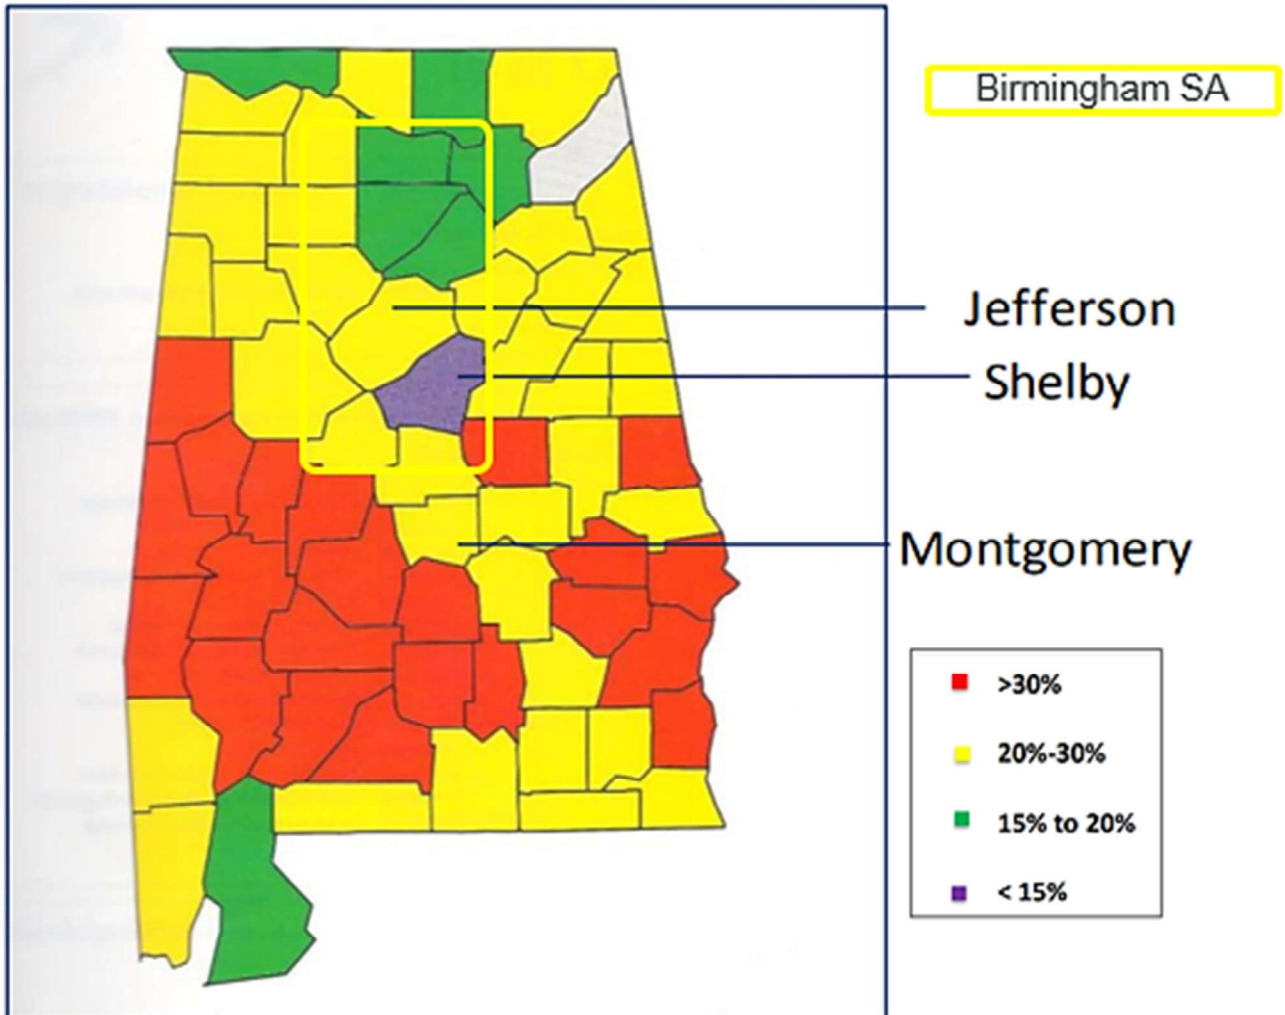 Birmingham SA
Jefferson
Shelby
Montgomery
>30%
20%-30%
15% to 20%
< 15%